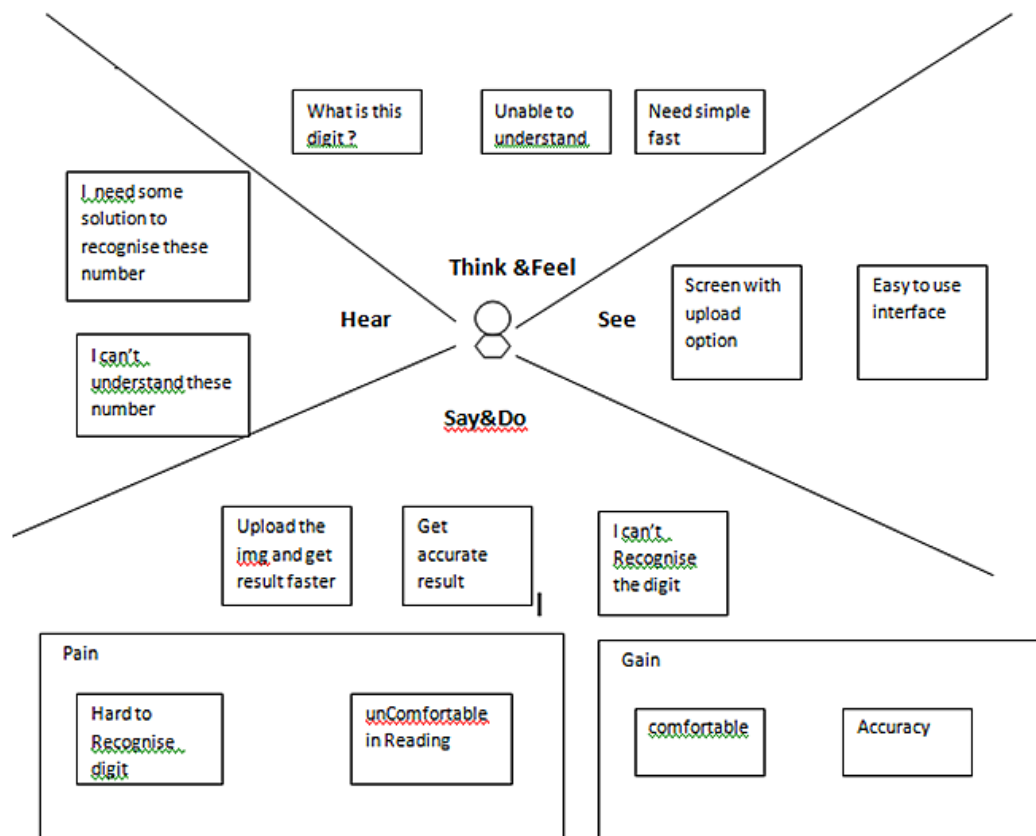 What is this
digit ?
Unable to
understand
Need simple
fast
I need some
solution to
recognise these
number
Think &Feel
Screen with
upload
option
Easy to use
interface
Hear
See
I can't
understand these
number
Say&Do
Upload the
img and get
result faster
Get
accurate
result
I can't
Recognise
the digit
Pain
Hard to
Recognise
digit
unComfortable
in Reading
Gain
comfortable
Accuracy